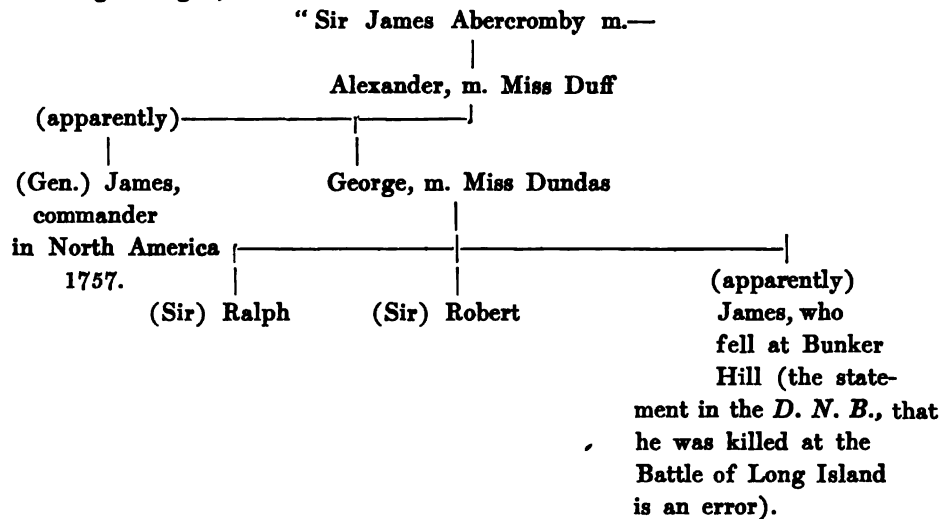 “Sir James Abercromby m.—
Alexander, m. Miss Duff
(apparently)
(Gen.) James,
commander
in North America
1757.
George, m. Miss Dundas
(Sir) Ralph
(Sir) Robert
(apparently)
James, who
fell at Bunker
Hill (the state-
ment in the D. N. B., that
he was killed at the
Battle of Long Island
is an error).